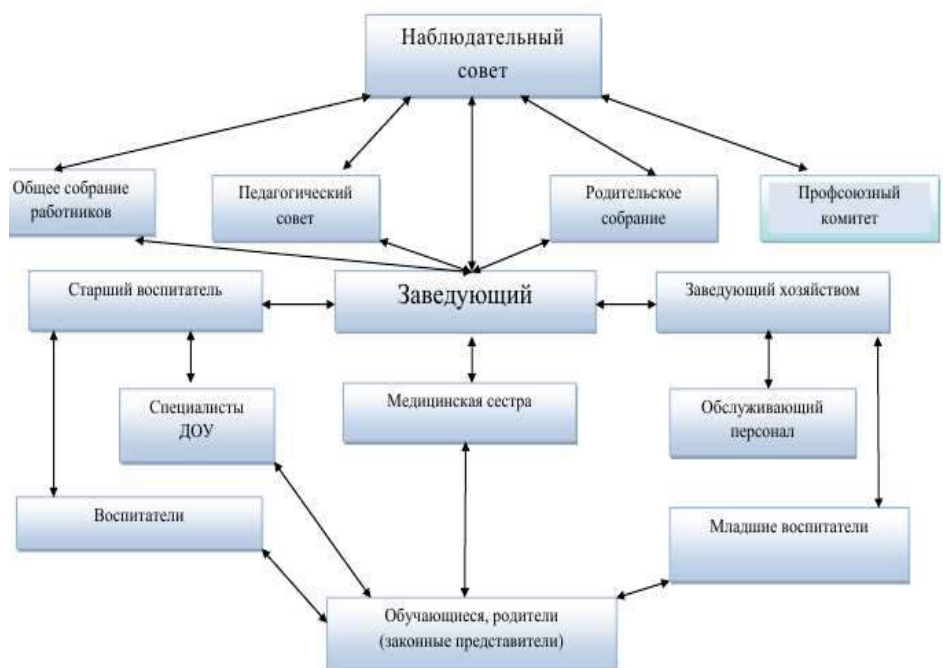 Наблюдательный
совет
Общее собрание
работников
Педагогический
совет
Родительское
собрание
Профсоюзный
комитет
Старший воспитатель
Заведующий
Заведующий хозяйством
Специалисты
ДОУ
Медицинская сестра
Обслуживающий
персонал
Воспитатели
Младшие воспитатели
Обучающиеся, родители
(законные представители)